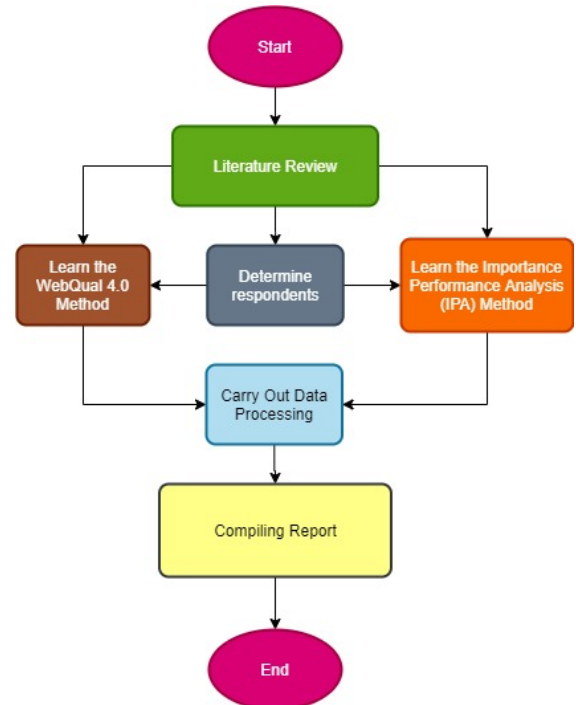 Start
Literature Review
Learn the
WebQual 4.0
Method
Determine
respondents
Learn the Importance
Performance Analysis
(IPA) Method
Carry Out Data
Processing
Compiling Report
End